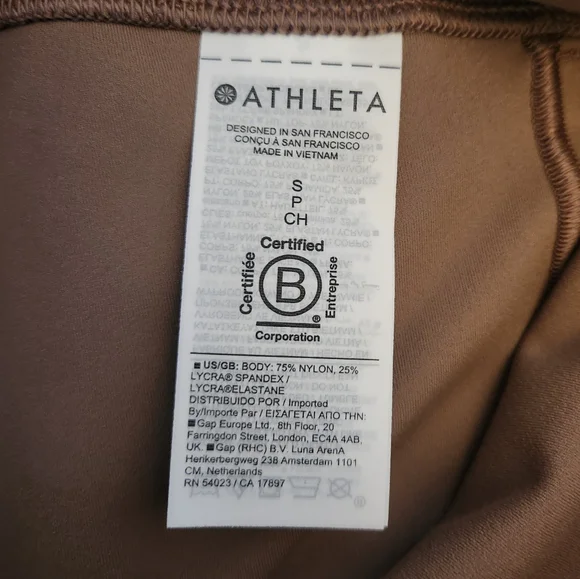 ATHLETA
DESIGNED IN SAN FRANCISCO
CONÇU À SAN FRANCISCO
MADE IN VIETNAM
S
P
CH
Certified
Certifiée
B
Entreprise
®
Corporation
■ US/GB: BODY: 75% NYLON, 25%
LYCRA® SPANDEX /
LYCRA®ELASTANE
DISTRIBUIDO POR / Imported
By/Importe Par / ΕΙΣΑΓΕΤΑΙ ΑΠΟ ΤΗΝ:
■ Gap Europe Ltd., 8th Floor, 20
Farringdon Street, London, EC4A 4AB,
UK. ■ Gap (RHC) B.V. Luna ArenA
Herikerbergweg 238 Amsterdam 1101
CM, Netherlands
RN 54023 / CA 17897